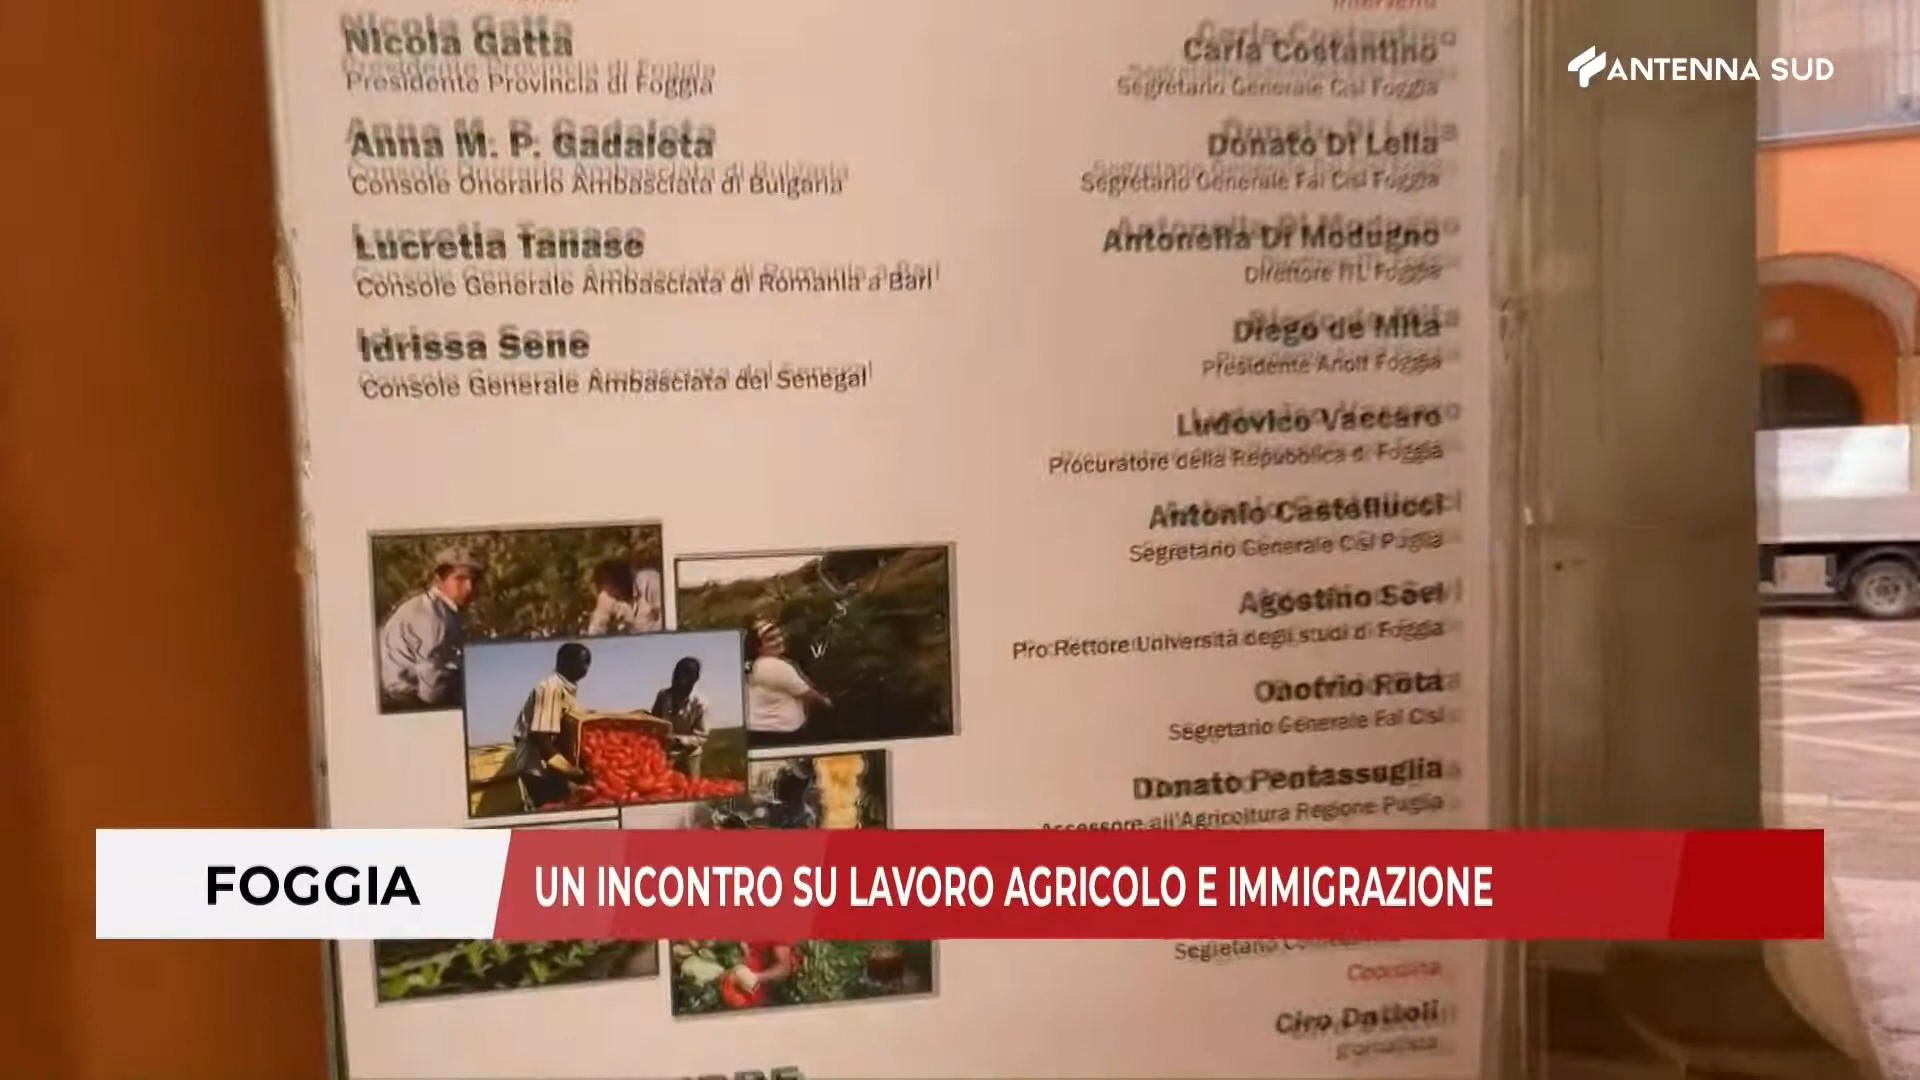 Nicola Gatta
Presidente Provincia di Foggia
Anna M. P. Gadaleta
Console Onorario Ambasciata di Bulgaria
Lucretia Tanase
Console Generale Ambasciata di Romania a Bari
Idrissa Sene
Console Generale Ambasciata del Senegal
Carla Costantino
Segretario Generale Cisl Foggia
Donato Di Lella
Segretario Generale Fai Cisl Foggia
Antonella Di Modugno
Direttore ITL Foggia
Diego de Mita
Presidente Anolf Foggia
Ludovico Vaccaro
Procuratore della Repubblica di Foggia
Antonio Castellucci
Segretario Generale Cisl Puglia
Agostino Sevi
Pro Rettore Università degli studi di Foggia
Onofrio Rota
Segretario Generale Fai Cisl
Donato Pentassuglia
Assessore all'Agricoltura Regione Puglia
Segretario
Coordina
Ciro Dattoli
giornalista
ANTENNA SUD
FOGGIA
UN INCONTRO SU LAVORO AGRICOLO E IMMIGRAZIONE